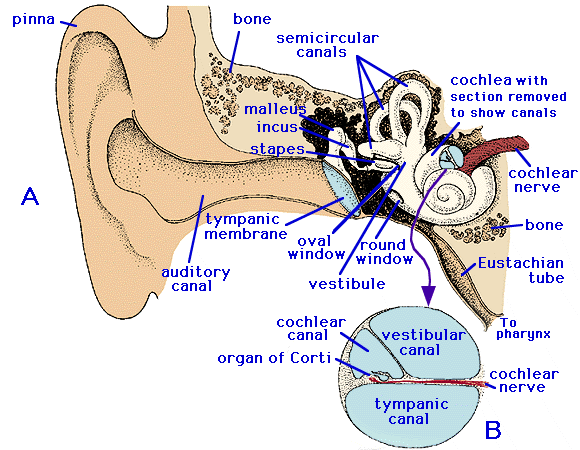 pinna
bone
semicircular
canals
cochlea with
section removed
to show canals
malleus
incus
stapes
cochlear
nerve
A
tympanic
membrane
oval
window
round
window
bone
auditory
canal
vestibule
Eustachian
tube
To
pharynx
cochlear
canal
vestibular
canal
organ of Corti
cochlear
nerve
tympanic
canal
B